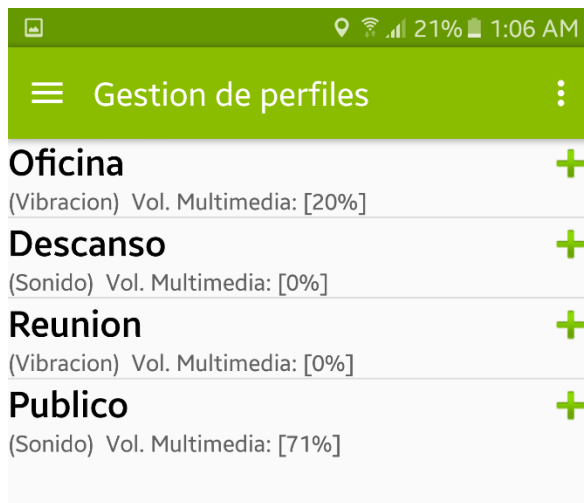 21% 1:06 AM
Gestion de perfiles
Oficina
(Vibracion) Vol. Multimedia: [20%]
Descanso
(Sonido) Vol. Multimedia: [0%]
Reunion
(Vibracion) Vol. Multimedia: [0%]
Publico
(Sonido) Vol. Multimedia: [71%]